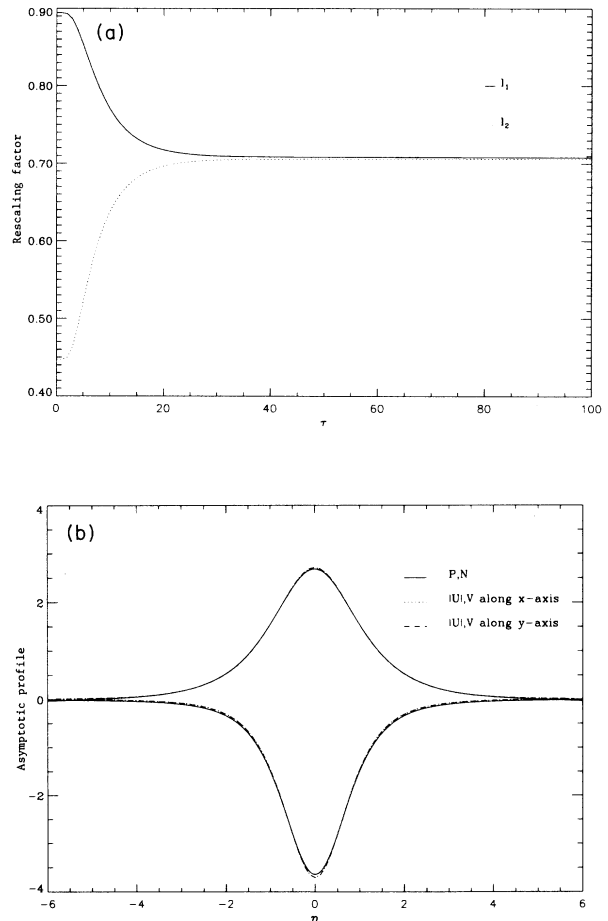 (a)
0.90
0.80
0.70
0.60
0.50
0.40
Rescaling factor
l₁
l₂
0
20
40
60
80
100
τ
(b)
4
2
0
-2
-4
Asymptotic profile
P,N
|U|,V along x-axis
|U|,V along y-axis
-6
-4
-2
0
2
4
6
η